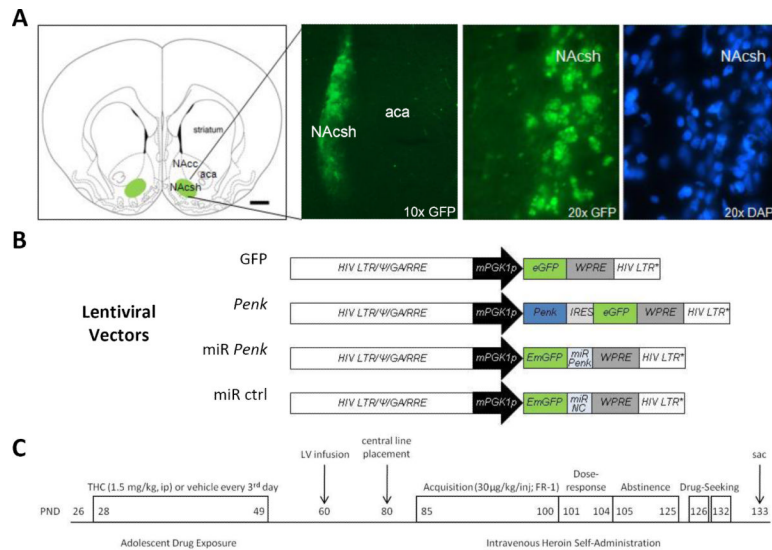 A
striatum
NAcc
aca
NAcsh
NAcsh
aca
10x GFP
NAcsh
20x GFP
NAcsh
20x DAP
B
Lentiviral
Vectors
GFP
HIV LTR/Ψ/GA/RRE
mPGK1p
eGFP
WPRE
HIV LTR*
Penk
HIV LTR/Ψ/GA/RRE
mPGK1p
Penk
IRES
eGFP
WPRE
HIV LTR*
miR Penk
HIV LTR/Ψ/GA/RRE
mPGK1p
EmGFP
miR
Penk
WPRE
HIV LTR*
miR ctrl
HIV LTR/Ψ/GA/RRE
mPGK1p
EmGFP
miR
NC
WPRE
HIV LTR*
C
LV infusion
central line
placement
sac
THC (1.5 mg/kg, ip) or vehicle every 3rd day
Acquisition (30µg/kg/inj; FR-1)
Dose-
response
Abstinence
Drug-Seeking
PND 26 28 49 60 80 85 100 101 104 105 125 126 132 133
Adolescent Drug Exposure
Intravenous Heroin Self-Administration